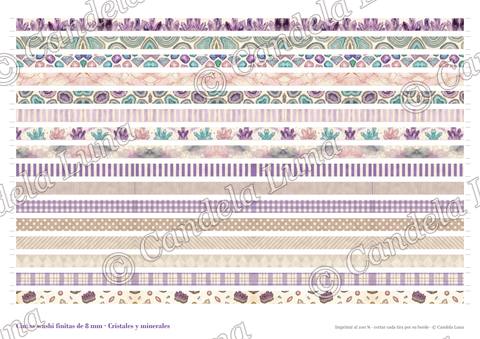 © Candela Luna
© Candela Luna
© Candela Luna
© Candela Luna
Cintas washi finitas de 8 mm · Cristales y minerales
Imprimir al 100 % · cortar cada tira por su borde · © Candela Luna